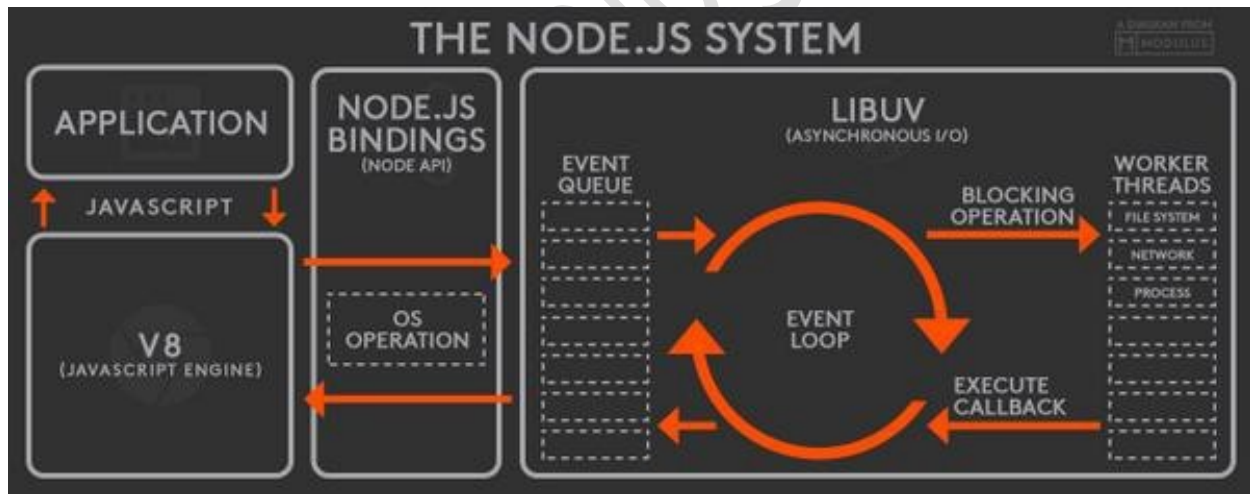 THE NODE.JS SYSTEM
A DIAGRAM FROM
MODULUS
APPLICATION
JAVASCRIPT
V8
(JAVASCRIPT ENGINE)
NODE.JS
BINDINGS
(NODE API)
OS
OPERATION
LIBUV
(ASYNCHRONOUS I/O)
EVENT
QUEUE
EVENT
LOOP
BLOCKING
OPERATION
EXECUTE
CALLBACK
WORKER
THREADS
FILE SYSTEM
NETWORK
PROCESS